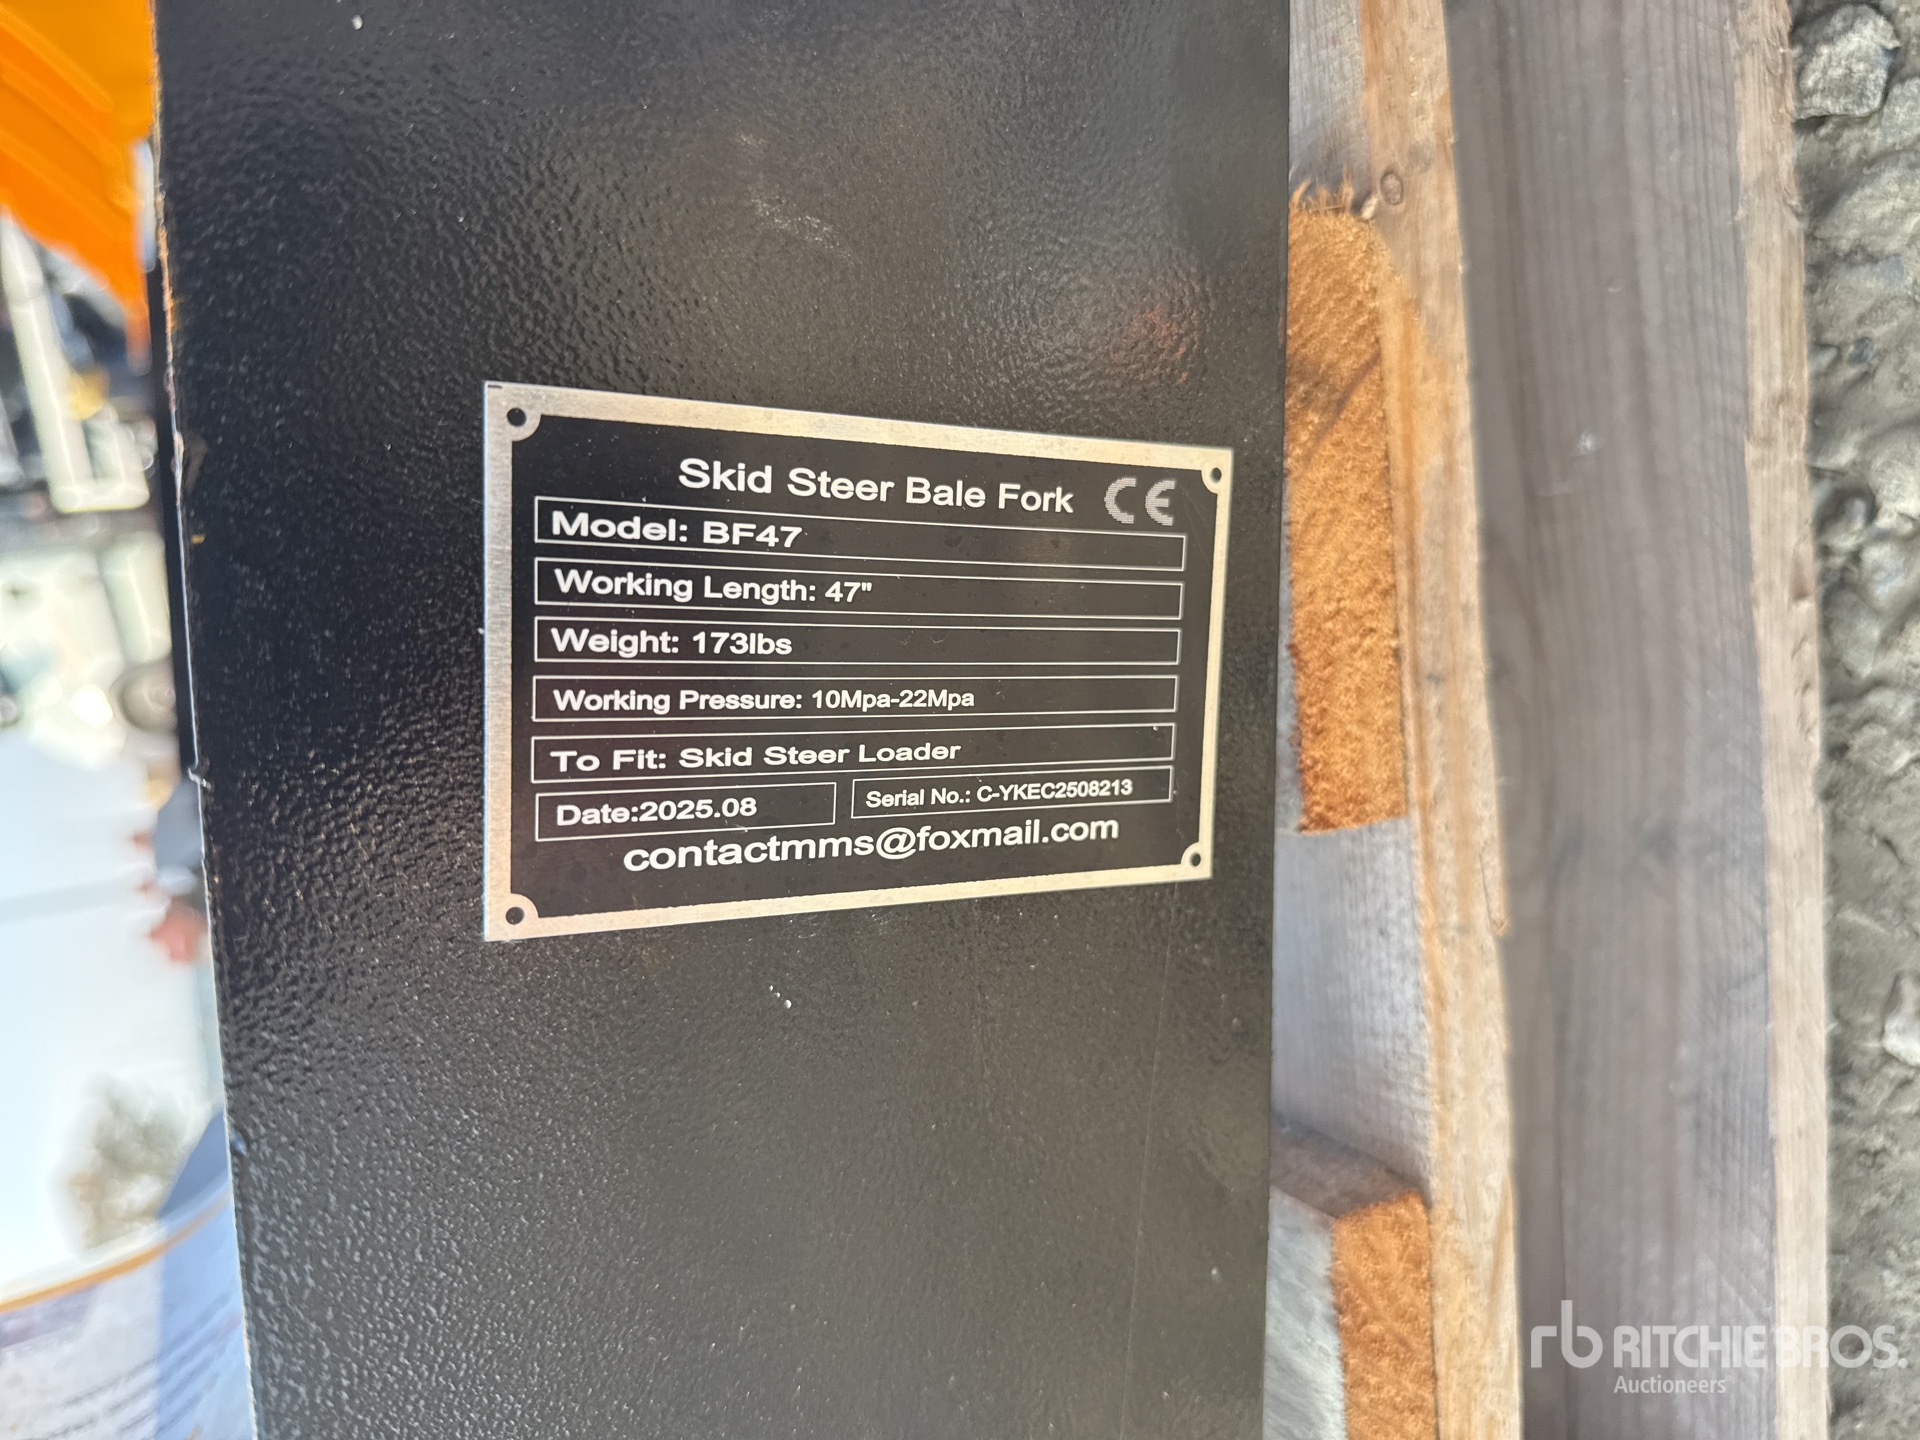 Skid Steer Bale Fork CE
Model: BF47
Working Length: 47"
Weight: 173lbs
Working Pressure: 10Mpa-22Mpa
To Fit: Skid Steer Loader
Date:2025.08 Serial No.: C-YKEC2508213
contactmms@foxmail.com
rb RITCHIE BROS.
Auctioneers